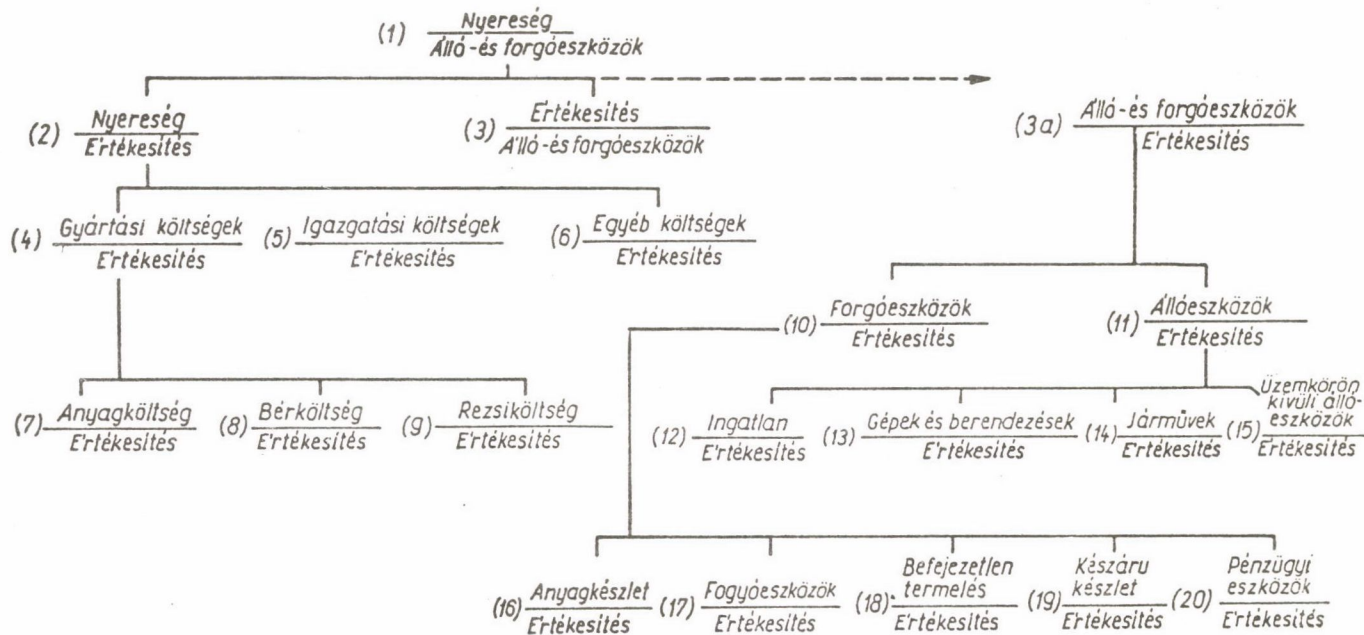 (1) Nyereség
Álló-és forgóeszközök
(2) Nyereség
Értékesítés
(3) Értékesítés
Álló-és forgóeszközök
(3a) Álló-és forgóeszközök
Értékesítés
(4) Gyártási költségek
Értékesítés
(5) Igazgatási költségek
Értékesítés
(6) Egyéb költségek
Értékesítés
(10) Forgóeszközök
Értékesítés
(11) Állóeszközök
Értékesítés
(7) Anyagköltség
Értékesítés
(8) Bérköltség
Értékesítés
(9) Rezsiköltség
Értékesítés
(12) Ingatlan
Értékesítés
(13) Gépek és berendezések
Értékesítés
(14) Járművek
Értékesítés
(15) Üzemkörön
kívüli álló-
eszközök
Értékesítés
(16) Anyagkészlet
Értékesítés
(17) Fogyóeszközök
Értékesítés
(18) Befejezetlen
termelés
Értékesítés
(19) Készáru
készlet
Értékesítés
(20) Pénzügyi
eszközök
Értékesítés